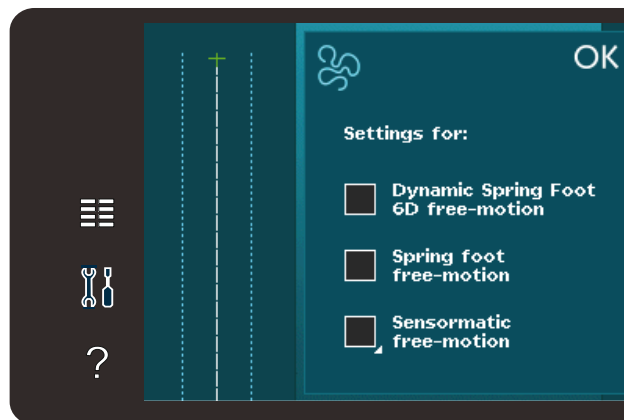 OK
Settings for:
Dynamic Spring Foot
6D free-motion
Spring foot
free-motion
Sensormatic
free-motion
?